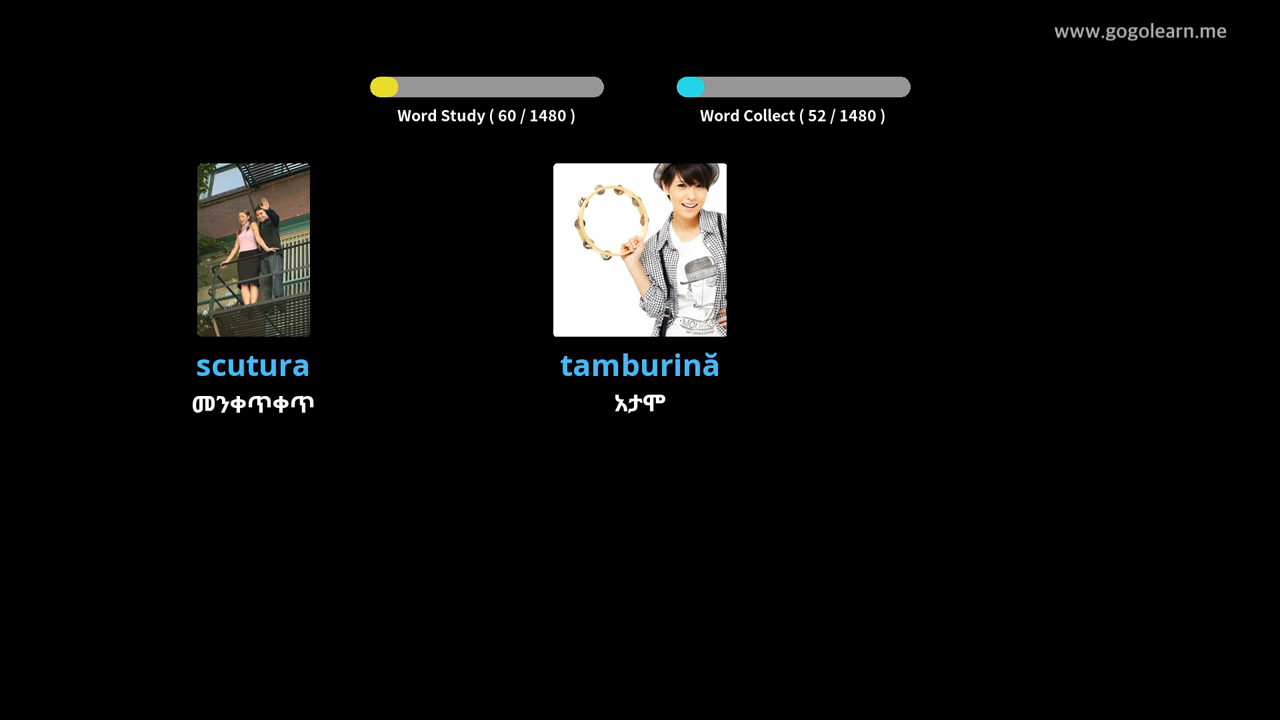 www.gogolearn.me
Word Study ( 60 / 1480 )
Word Collect ( 52 / 1480 )
scutura
tamburină
መንቀጥቀጥ
አታሞ